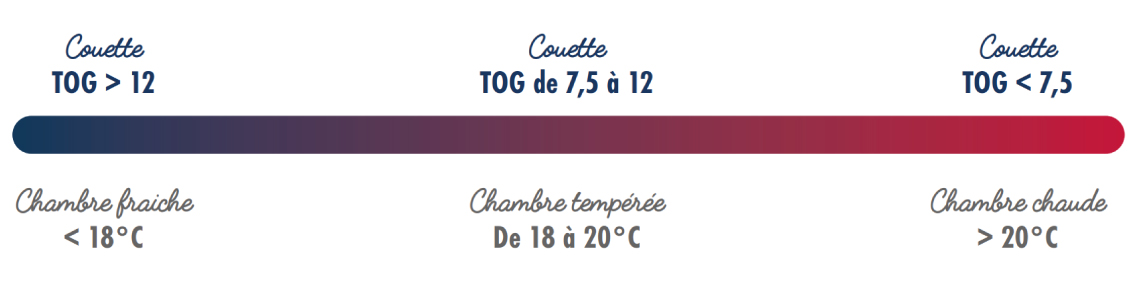 Couette
TOG > 12
Couette
TOG de 7,5 à 12
Couette
TOG < 7,5
Chambre fraiche
< 18°C
Chambre tempérée
De 18 à 20°C
Chambre chaude
> 20°C